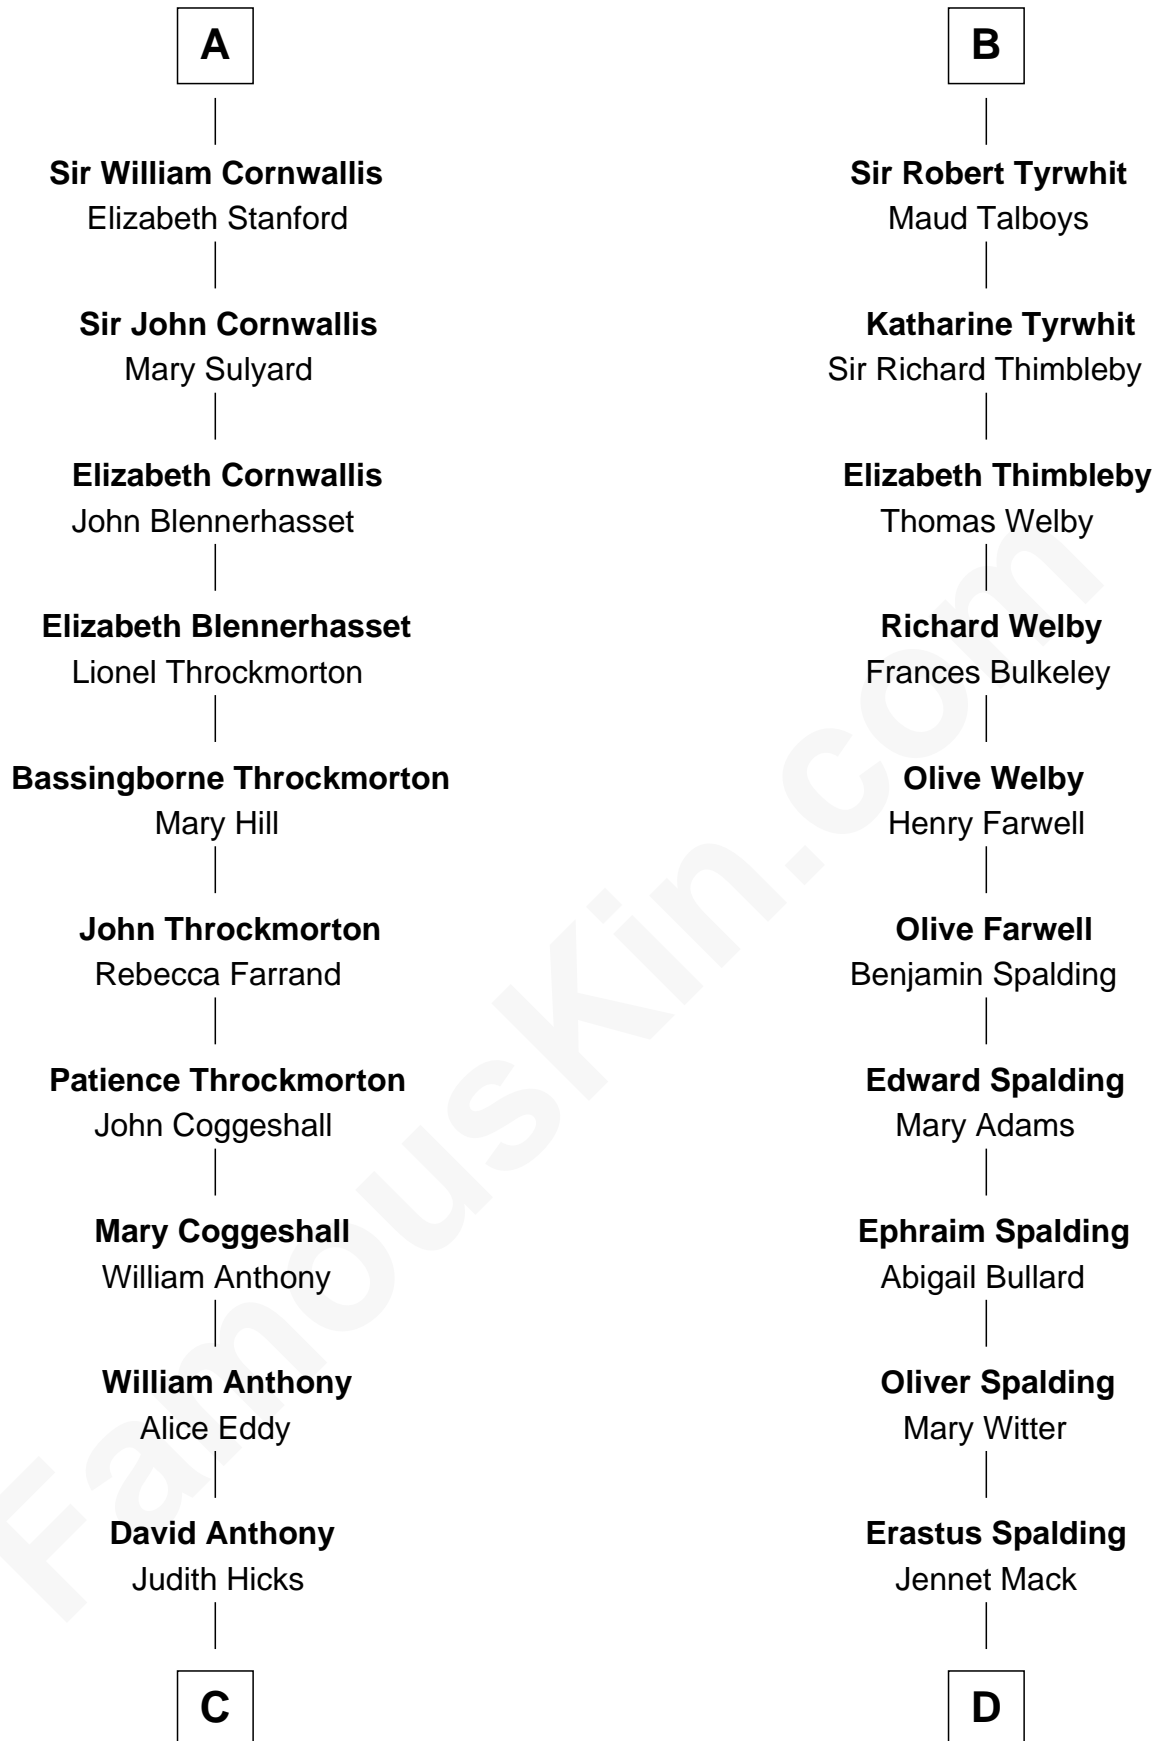 A
Sir William Cornwallis
Elizabeth Stanford
Sir John Cornwallis
Mary Sulyard
Elizabeth Cornwallis
John Blennerhasset
Elizabeth Blennerhasset
Lionel Throckmorton
Bassingborne Throckmorton
Mary Hill
John Throckmorton
Rebecca Farrand
Patience Throckmorton
John Coggeshall
Mary Coggeshall
William Anthony
William Anthony
Alice Eddy
David Anthony
Judith Hicks
C
B
Sir Robert Tyrwhit
Maud Talboys
Katharine Tyrwhit
Sir Richard Thimbleby
Elizabeth Thimbleby
Thomas Welby
Richard Welby
Frances Bulkeley
Olive Welby
Henry Farwell
Olive Farwell
Benjamin Spalding
Edward Spalding
Mary Adams
Ephraim Spalding
Abigail Bullard
Oliver Spalding
Mary Witter
Erastus Spalding
Jennet Mack
D
FamousKin.com